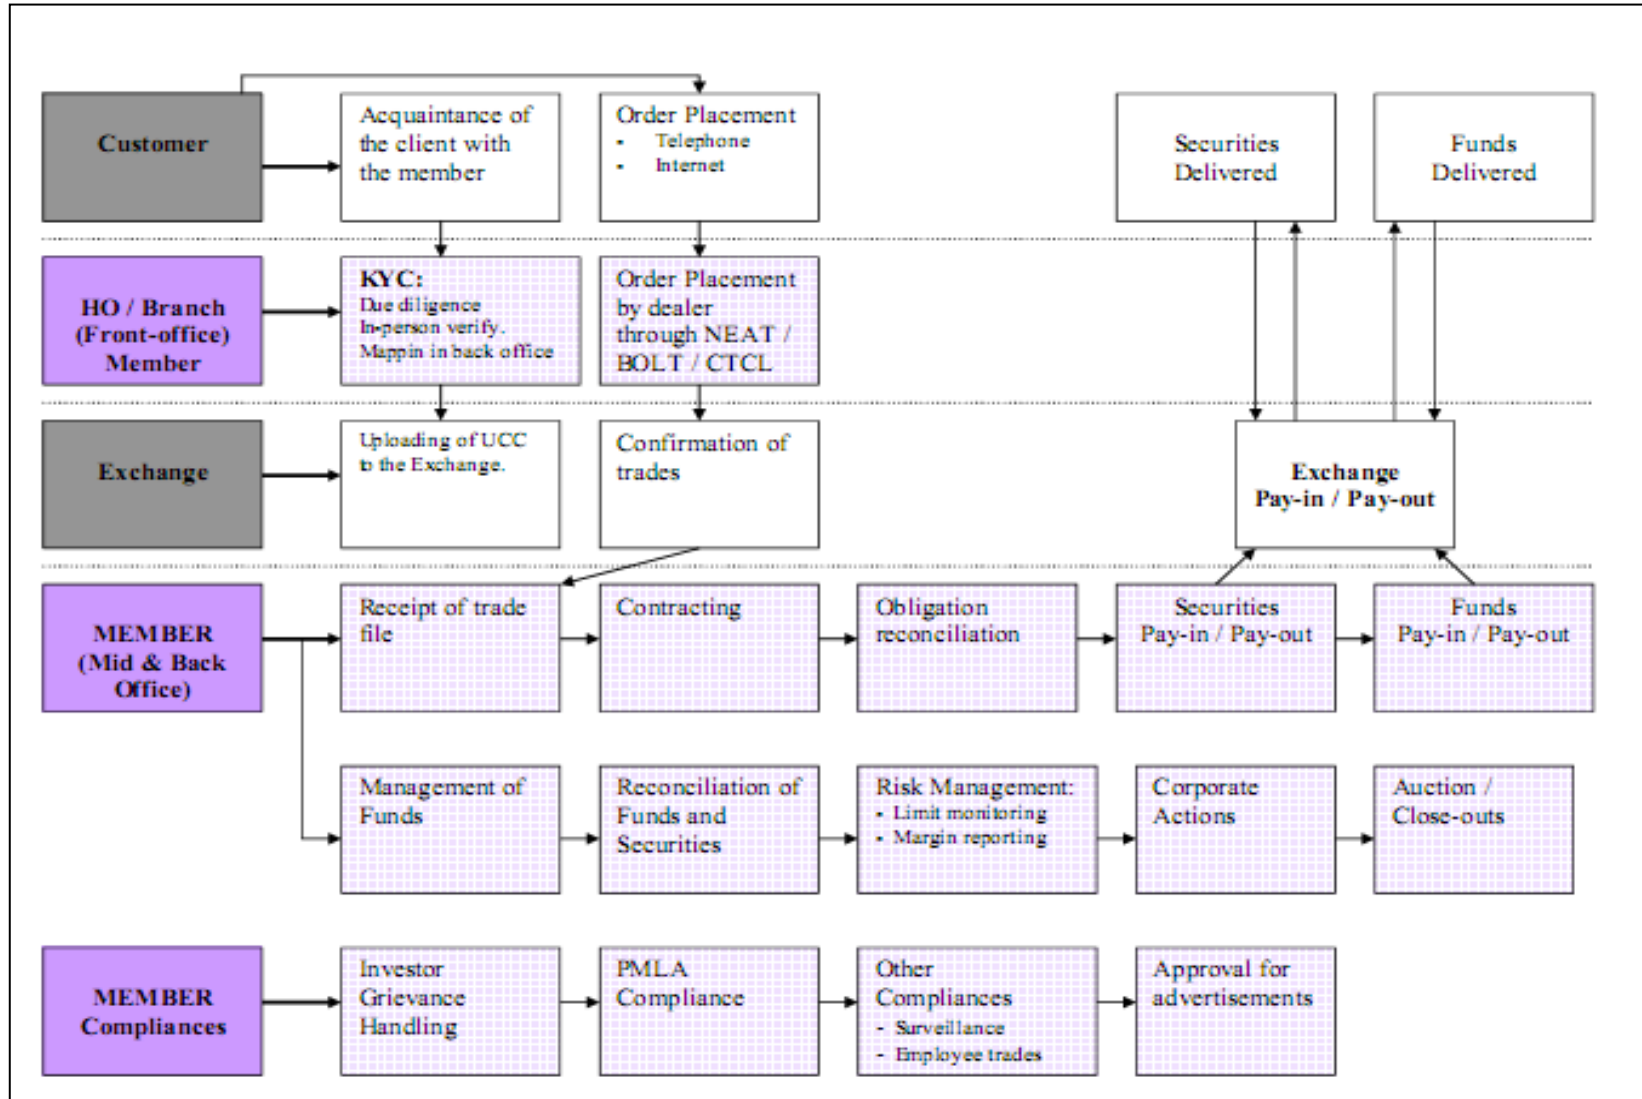 Customer
Acquaintance of
the client with
the member
Order Placement
▪ Telephone
▪ Internet
Securities
Delivered
Funds
Delivered
HO / Branch
(Front-office)
Member
KYC:
Due diligence
In-person verify.
Mappin in back office
Order Placement
by dealer
through NEAT /
BOLT / CTCL
Exchange
Uploading of UCC
to the Exchange.
Confirmation of
trades
Exchange
Pay-in / Pay-out
MEMBER
(Mid & Back
Office)
Receipt of trade
file
Contracting
Obligation
reconciliation
Securities
Pay-in / Pay-out
Funds
Pay-in / Pay-out
Management of
Funds
Reconciliation of
Funds and
Securities
Risk Management:
▪ Limit monitoring
▪ Margin reporting
Corporate
Actions
Auction /
Close-outs
MEMBER
Compliances
Investor
Grievance
Handling
PMLA
Compliance
Other
Compliances
- Surveillance
- Employee trades
Approval for
advertisements